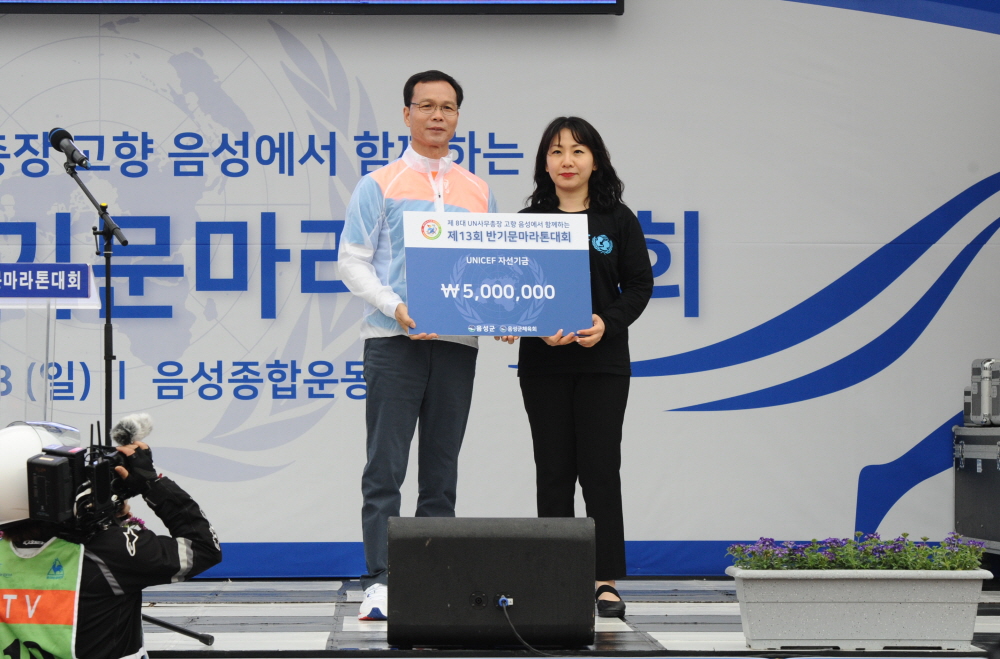 총장 고향 음성에서 함께하는
기문마라
회
문마라톤대회
(일) | 음성종합운동
제 8대 UN사무총장 고향 음성에서 함께하는
제13회 반기문마라톤대회
UNICEF 자선기금
₩5,000,000
음성군 음성군체육회
TV